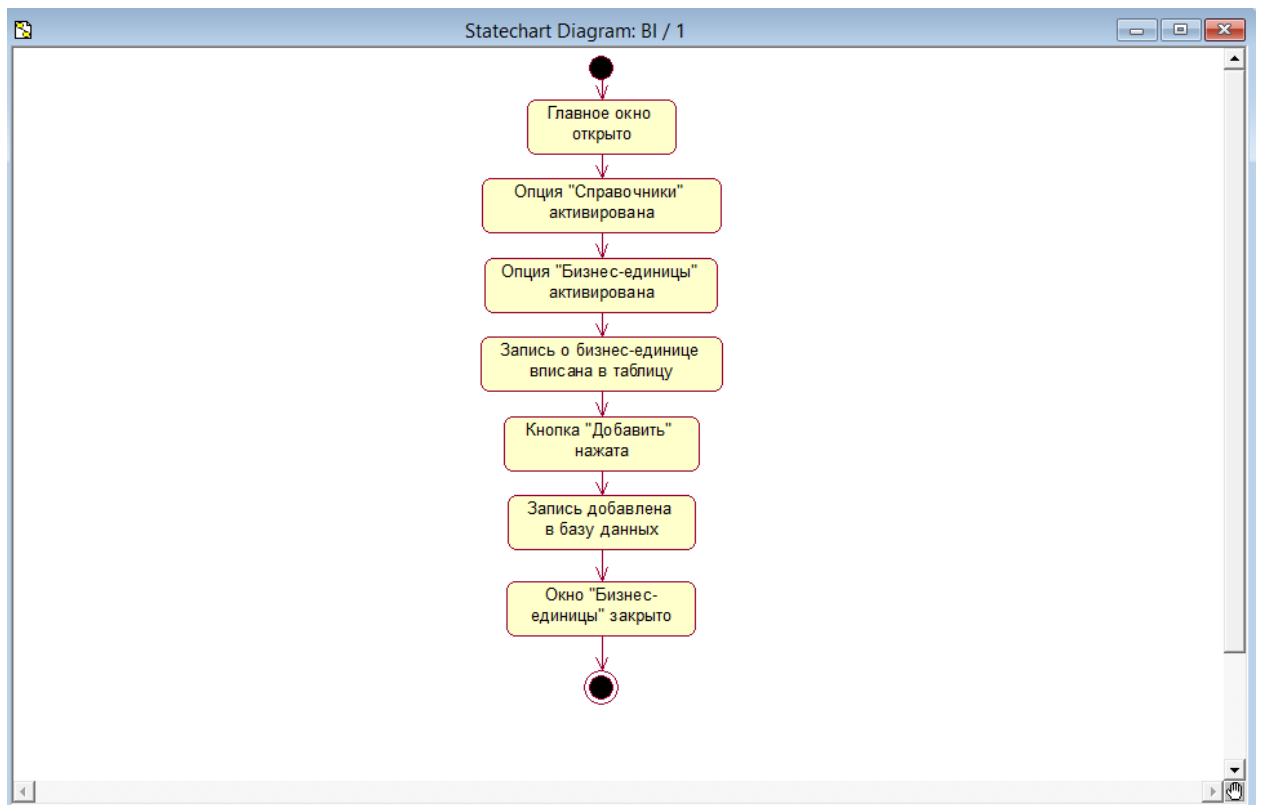 Statechart Diagram: BI / 1
Главное окно
открыто
Опция "Справочники"
активирована
Опция "Бизнес-единицы"
активирована
Запись о бизнес-единице
вписана в таблицу
Кнопка "Добавить"
нажата
Запись добавлена
в базу данных
Окно "Бизнес-
единицы" закрыто